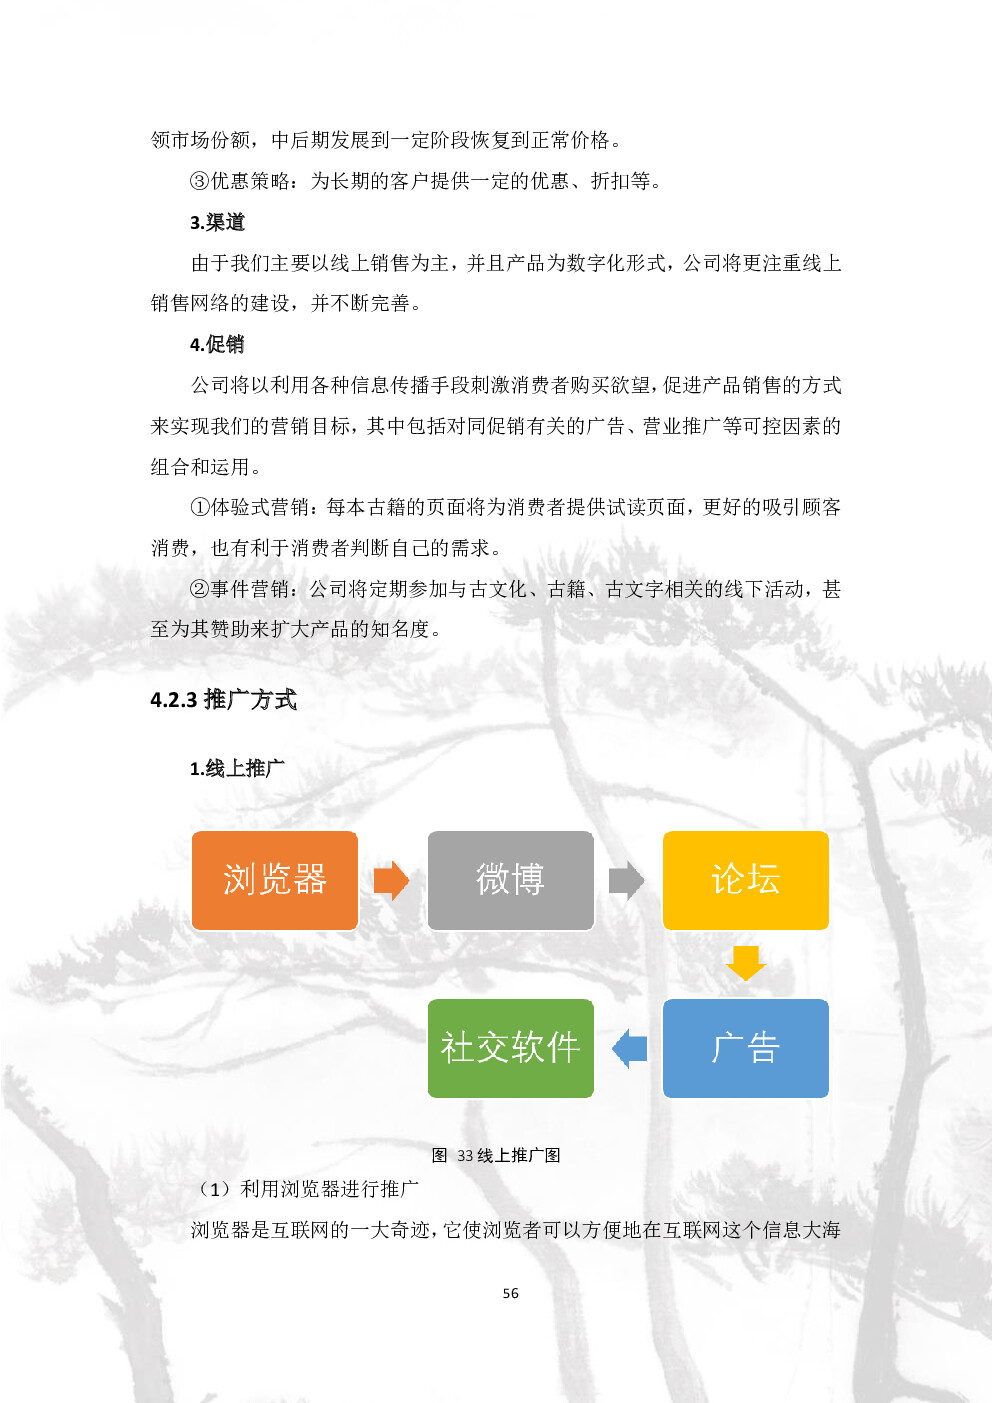 领市场份额，中后期发展到一定阶段恢复到正常价格。
③优惠策略：为长期的客户提供一定的优惠、折扣等。
3.渠道
由于我们主要以线上销售为主，并且产品为数字化形式，公司将更注重线上
销售网络的建设，并不断完善。
4.促销
公司将以利用各种信息传播手段刺激消费者购买欲望，促进产品销售的方式
来实现我们的营销目标，其中包括对同促销有关的广告、营业推广等可控因素的
组合和运用。
①体验式营销：每本古籍的页面将为消费者提供试读页面，更好的吸引顾客
消费，也有利于消费者判断自己的需求。
②事件营销：公司将定期参加与古文化、古籍、古文字相关的线下活动，甚
至为其赞助来扩大产品的知名度。
4.2.3 推广方式
1.线上推广
浏览器
微博
论坛
广告
社交软件
图 33 线上推广图
（1）利用浏览器进行推广
浏览器是互联网的一大奇迹，它使浏览者可以方便地在互联网这个信息大海
56